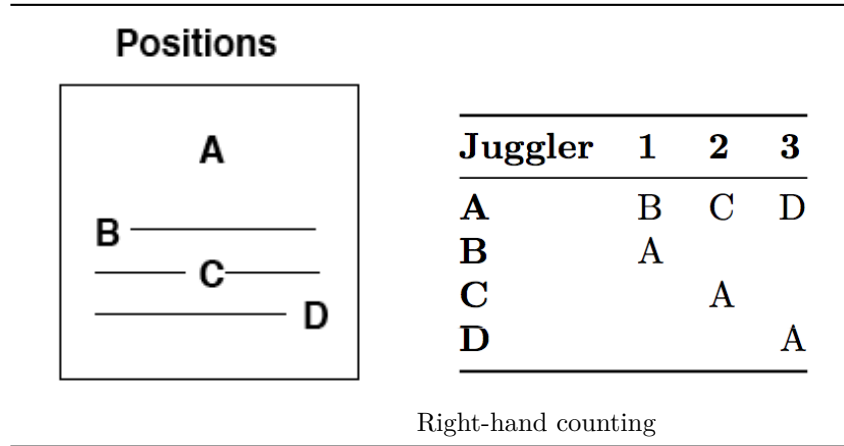 Positions
A
B
C
D
Juggler 1 2 3
A B C D
B A
C A
D A
Right-hand counting